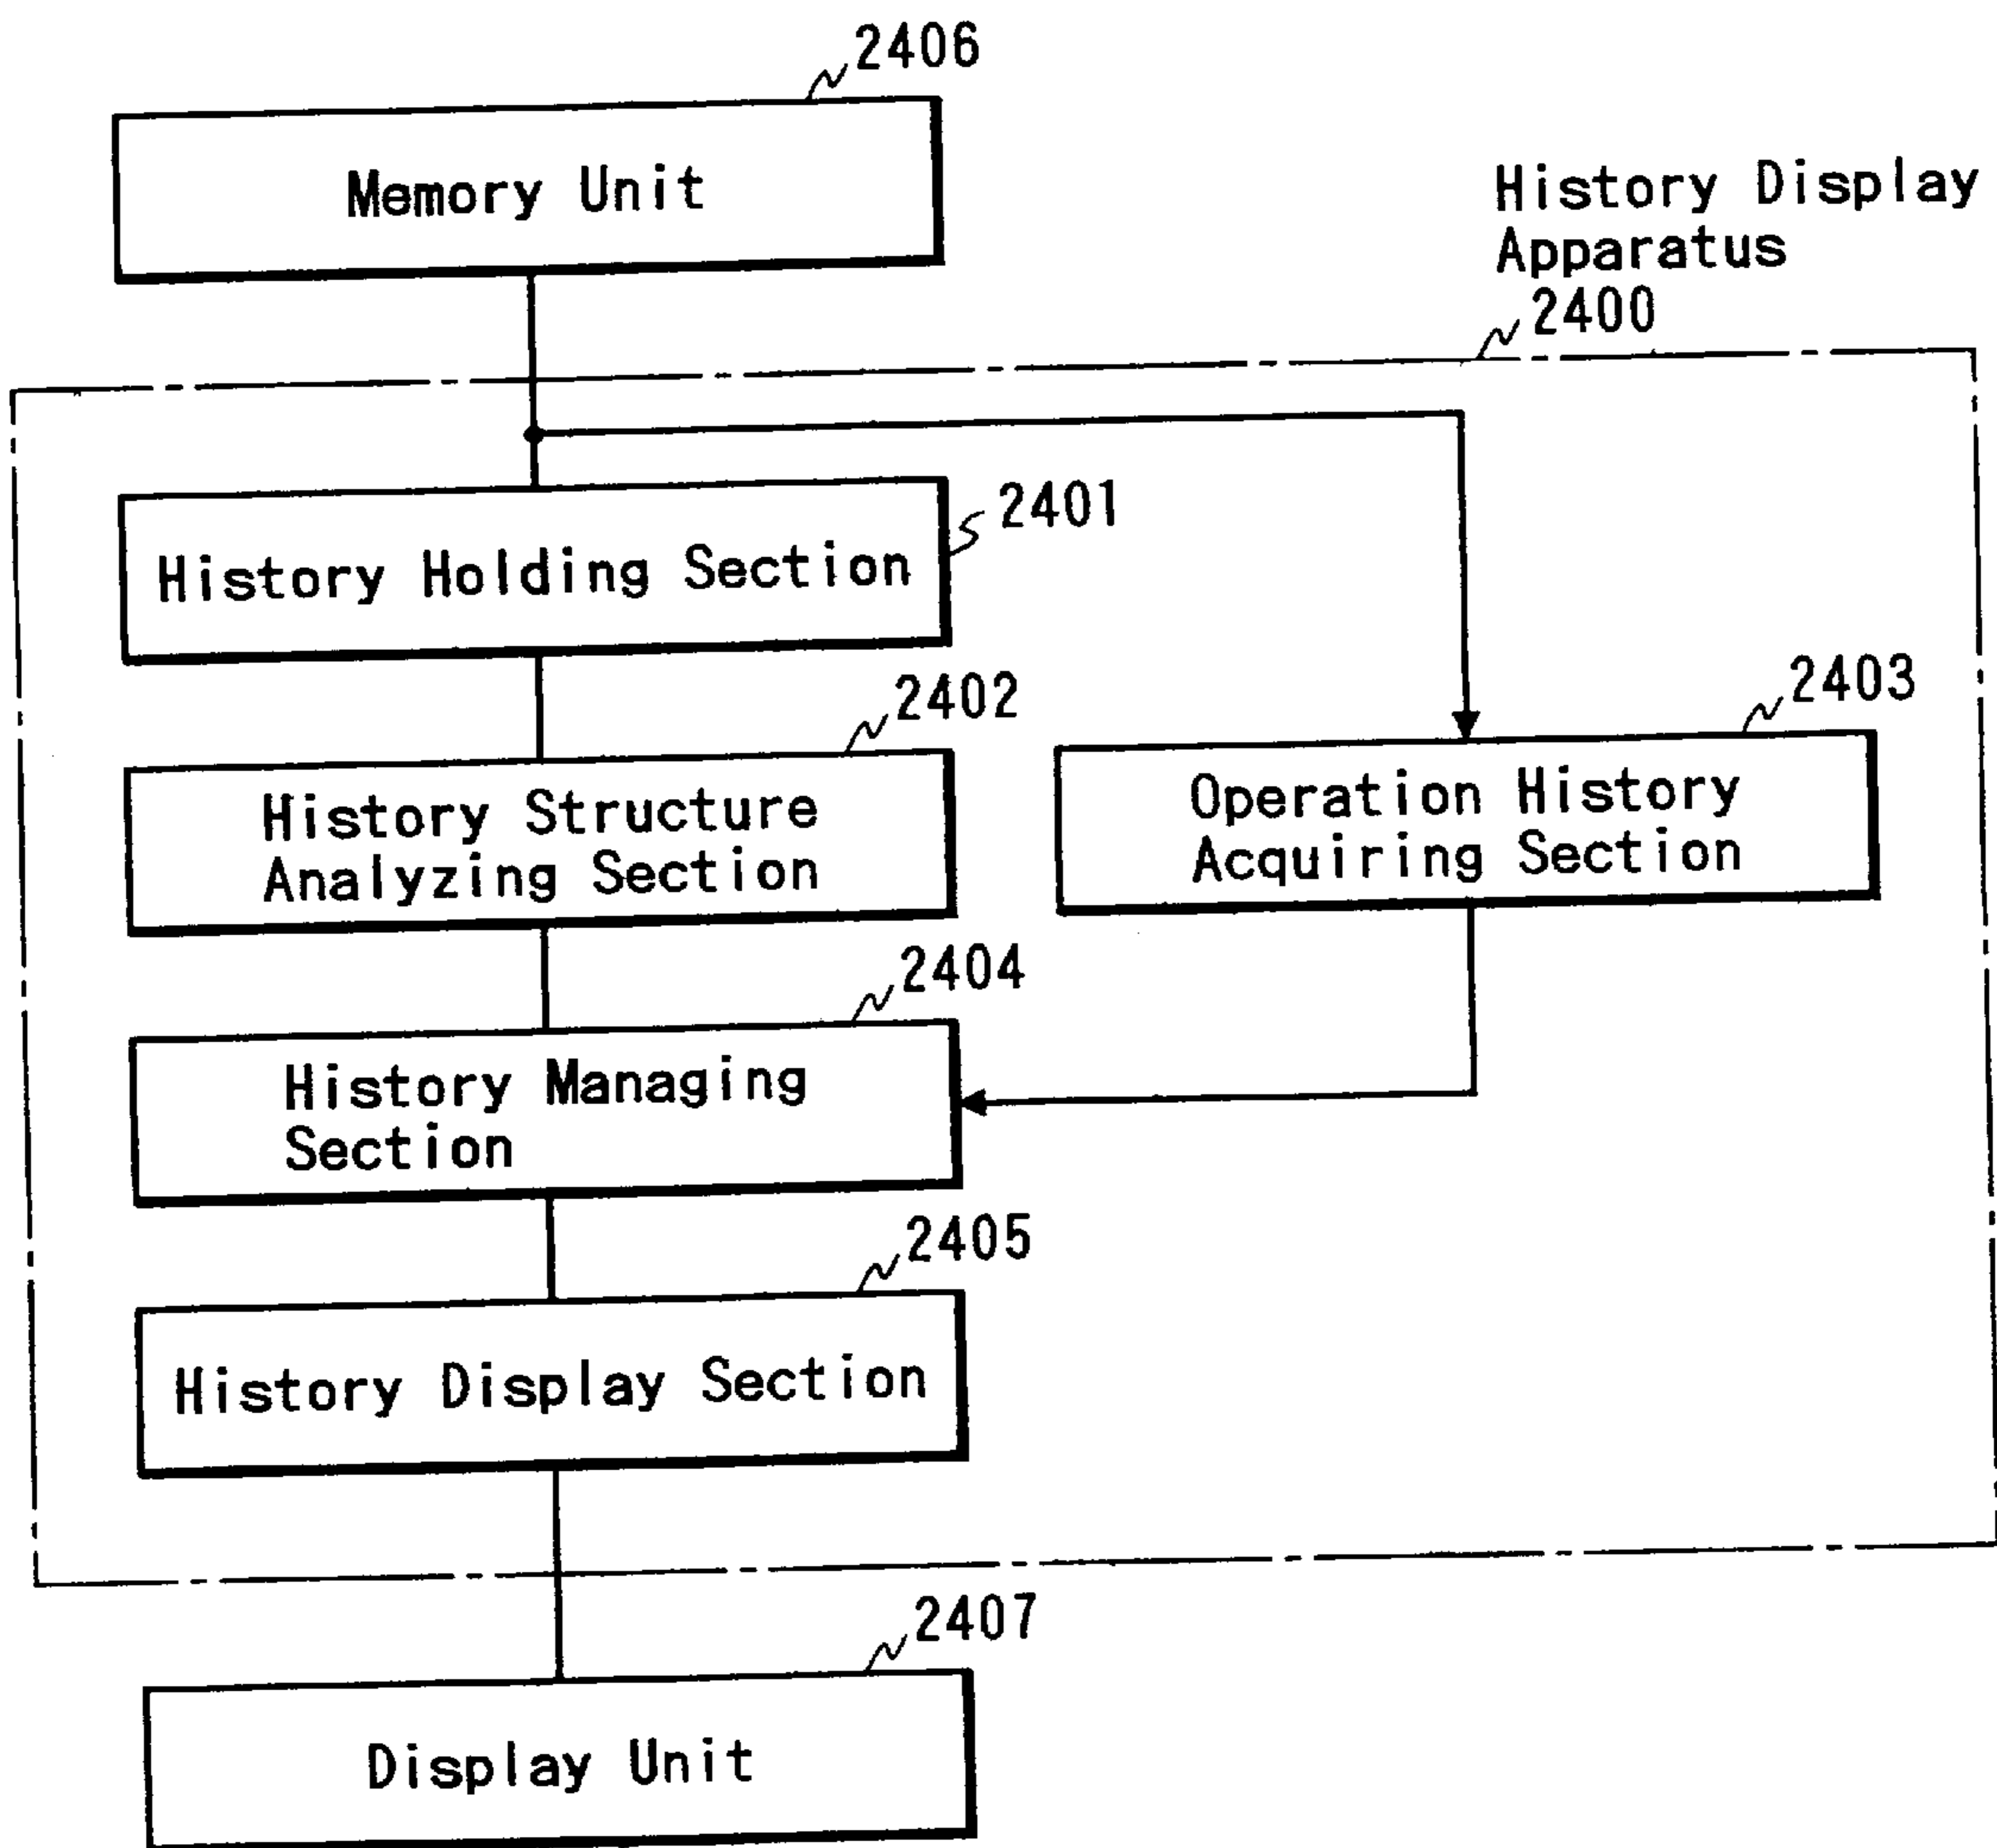 2406
Memory Unit
History Display
Apparatus
2400
2401
History Holding Section
2402
2403
History Structure
Analyzing Section
Operation History
Acquiring Section
2404
History Managing
Section
2405
History Display Section
2407
Display Unit